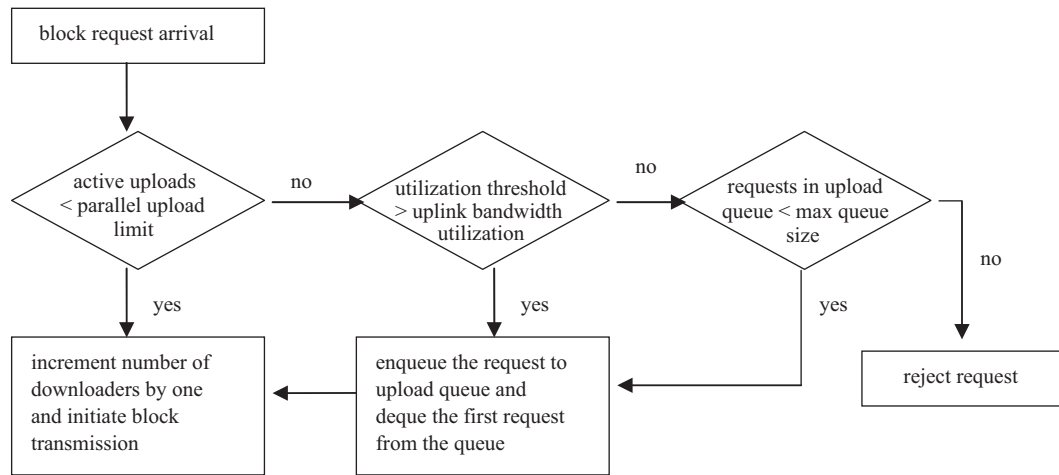 block request arrival
active uploads
< parallel upload
limit
no
utilization threshold
> uplink bandwidth
utilization
no
requests in upload
queue < max queue
size
no
yes
yes
yes
increment number of
downloaders by one
and initiate block
transmission
enqueue the request to
upload queue and
deque the first request
from the queue
reject request